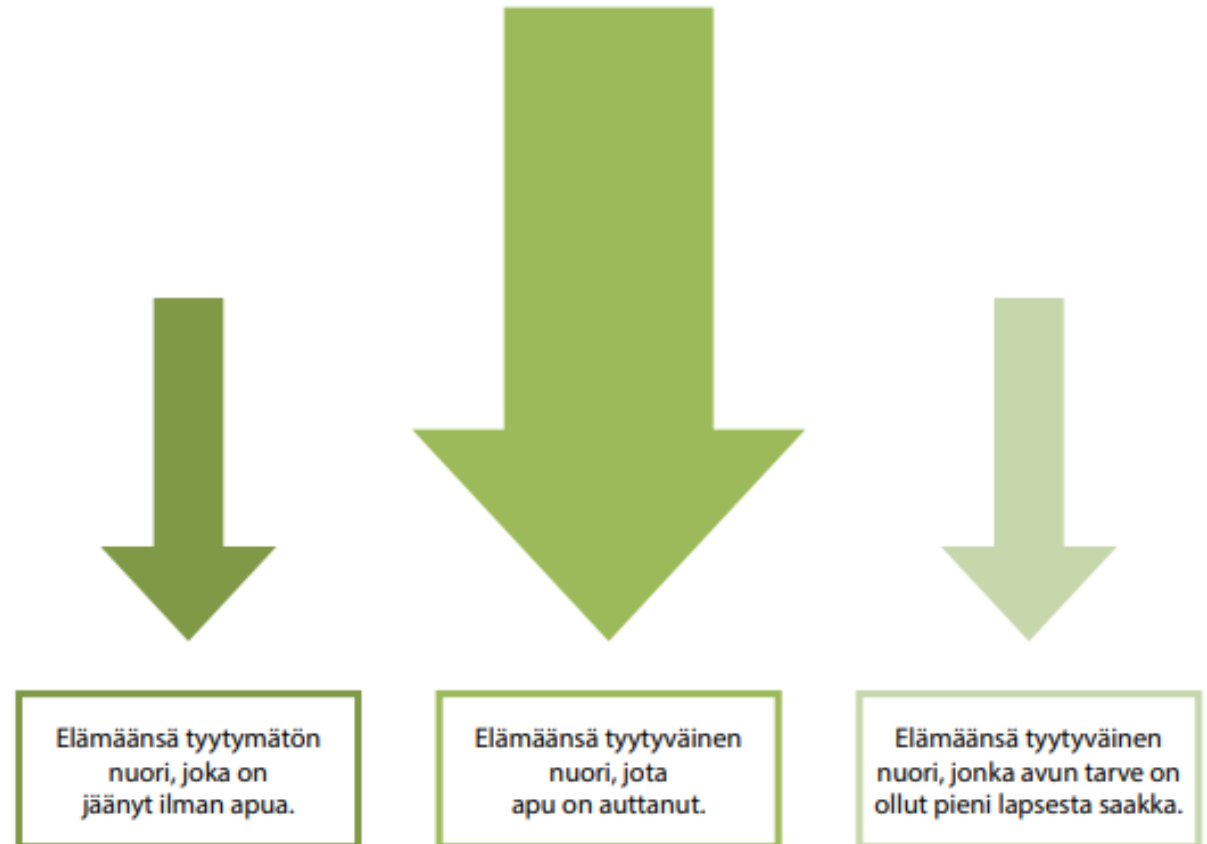 Elämäänsä tyytymätön
nuori, joka on
jäänyt ilman apua.
Elämäänsä tyytyväinen
nuori, jota
apu on auttanut.
Elämäänsä tyytyväinen
nuori, jonka avun tarve on
ollut pieni lapsesta saakka.